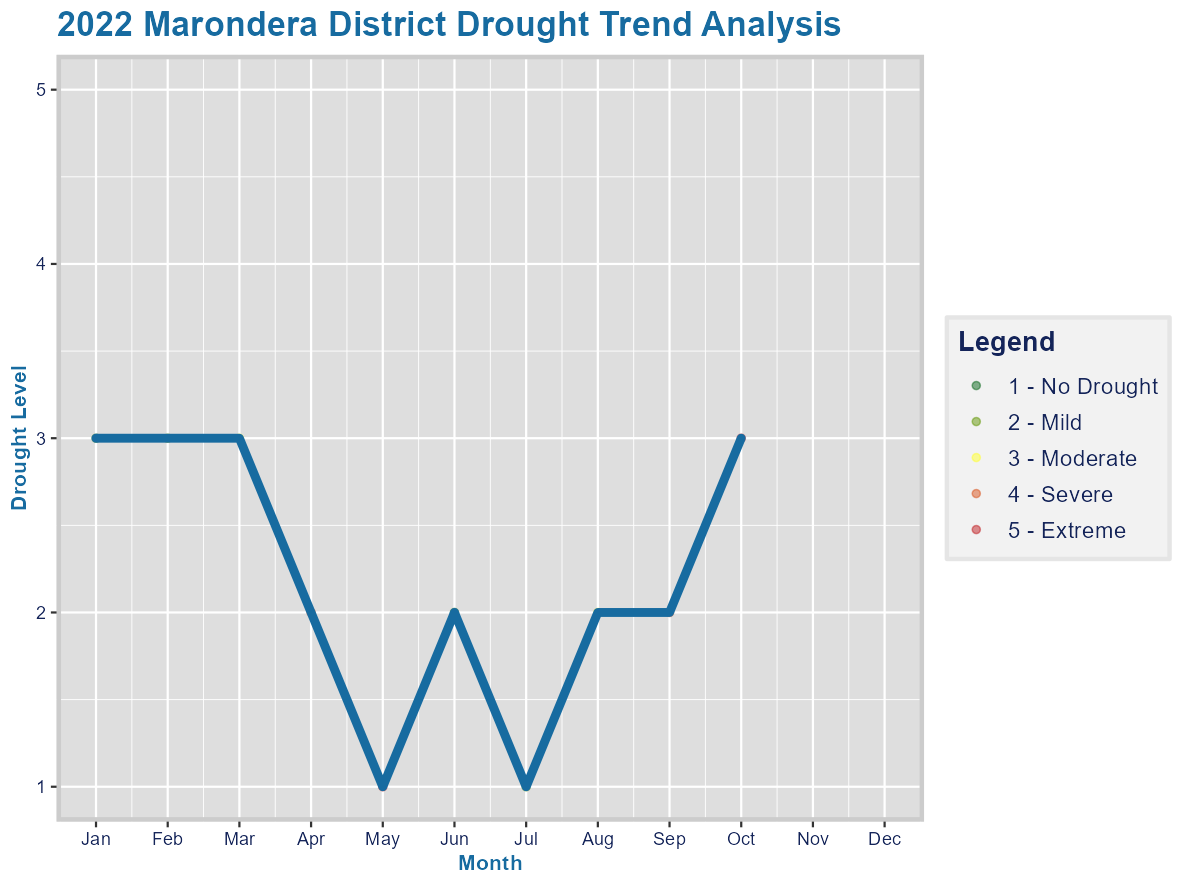 2022 Marondera District Drought Trend Analysis
5
4
3
2
1
Drought Level
Jan Feb Mar Apr May Jun Jul Aug Sep Oct Nov Dec
Month
Legend
1 - No Drought
2 - Mild
3 - Moderate
4 - Severe
5 - Extreme